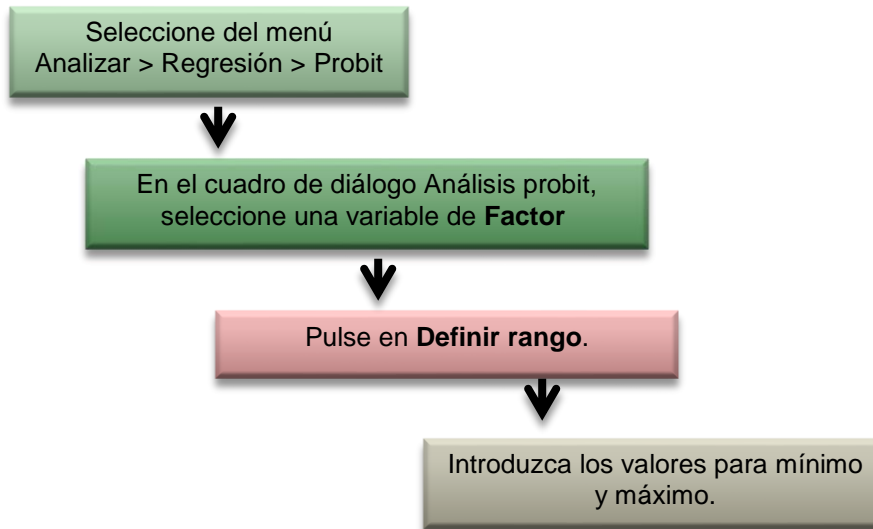 Seleccione del menú
Analizar > Regresión > Probit
En el cuadro de diálogo Análisis probit,
seleccione una variable de Factor
Pulse en Definir rango.
Introduzca los valores para mínimo
y máximo.